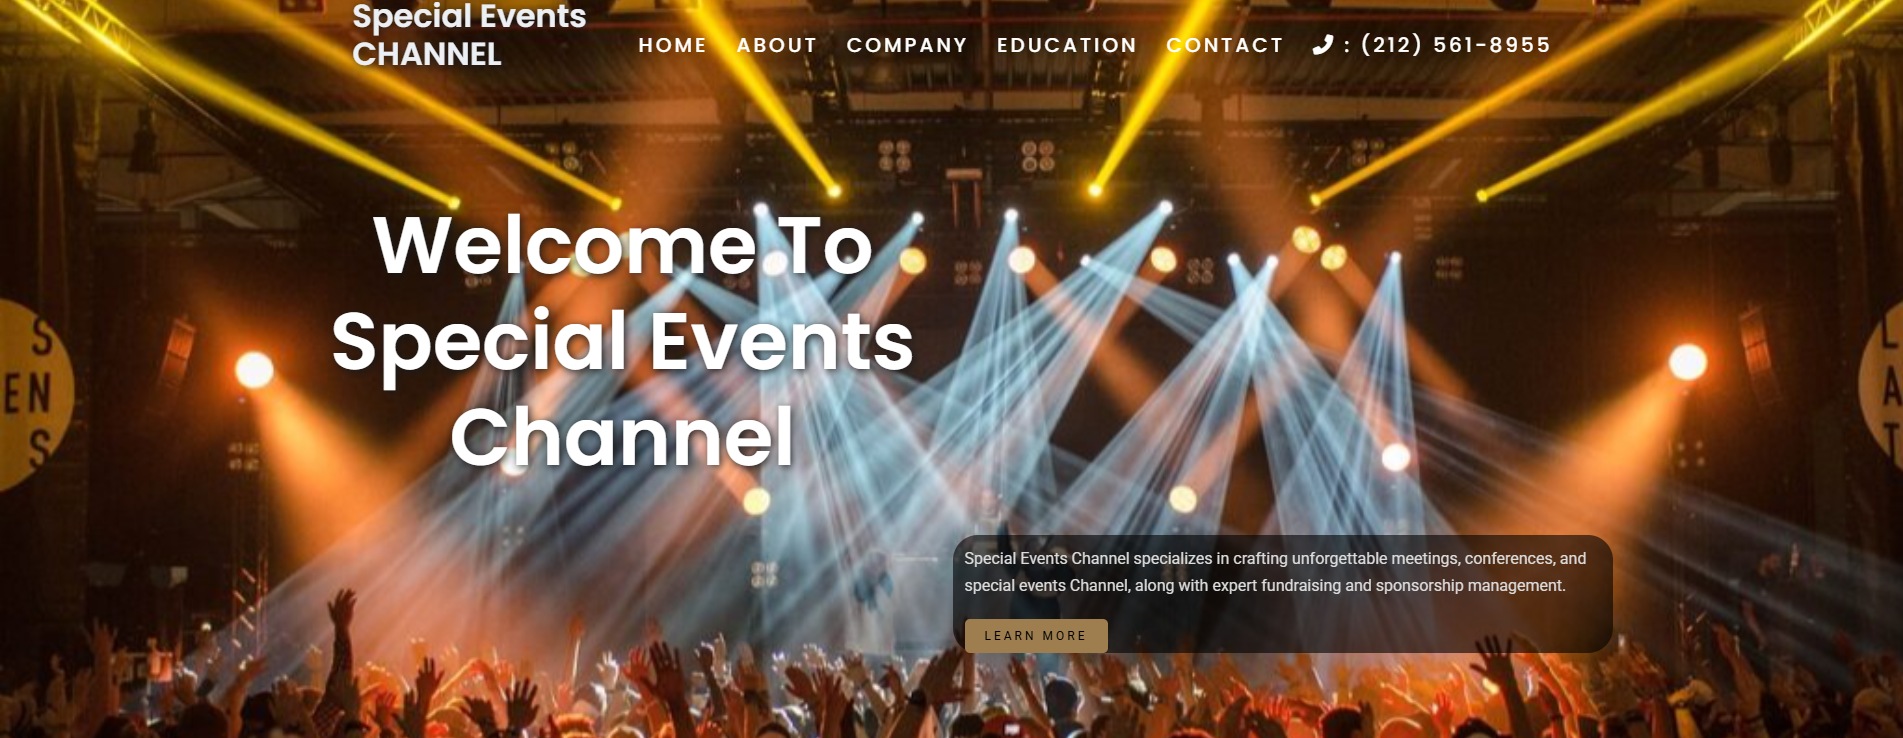 Special Events
CHANNEL
HOME ABOUT COMPANY EDUCATION CONTACT : (212) 561-8955
Welcome To
Special Events
Channel
S
EN
S
L
A
T
Special Events Channel specializes in crafting unforgettable meetings, conferences, and
special events Channel, along with expert fundraising and sponsorship management.
LEARN MORE